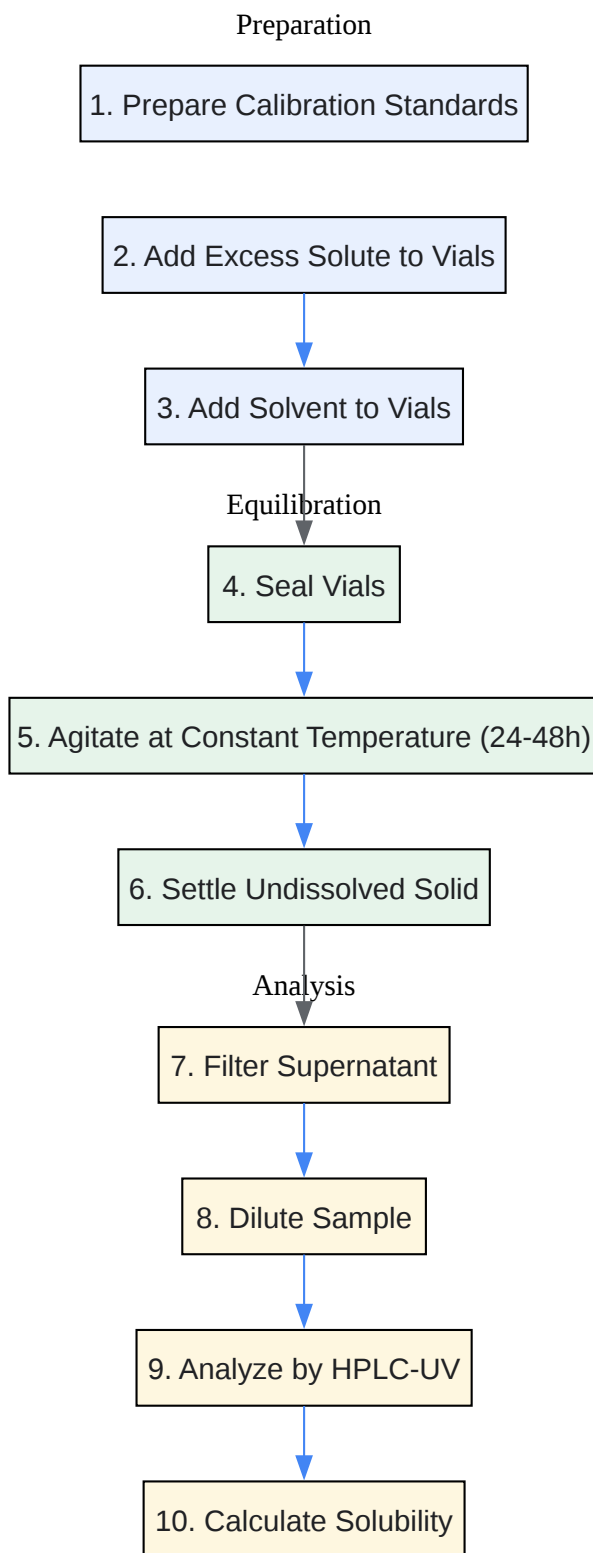 Preparation
1. Prepare Calibration Standards
2. Add Excess Solute to Vials
3. Add Solvent to Vials
Equilibration
4. Seal Vials
5. Agitate at Constant Temperature (24-48h)
6. Settle Undissolved Solid
Analysis
7. Filter Supernatant
8. Dilute Sample
9. Analyze by HPLC-UV
10. Calculate Solubility